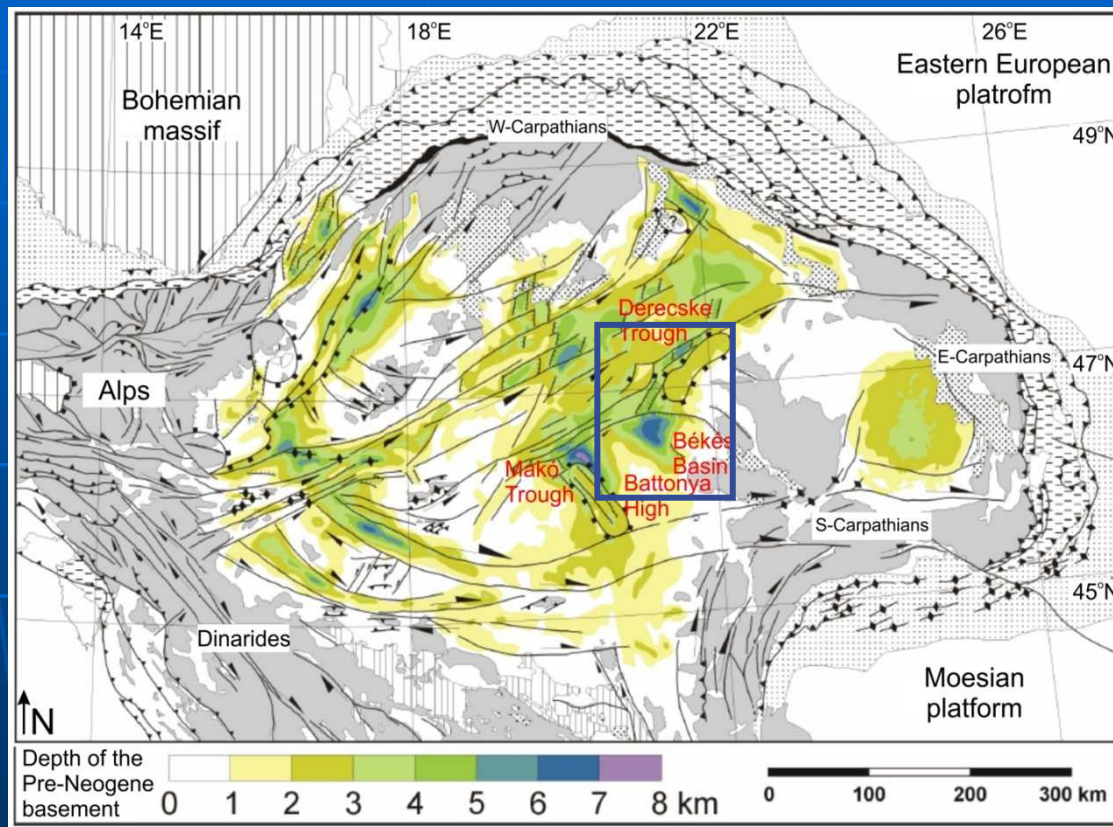 14°E
18°E
22°E
26°E
Eastern European
platrofm
Bohemian
massif
W-Carpathians
49°N
Derecske
Trough
E-Carpathians
47°N
Alps
Békés
Basin
Makó
Trough
Battonya
High
S-Carpathians
45°N
Dinarides
Moesian
platform
N
Depth of the
Pre-Neogene
basement
0 1 2 3 4 5 6 7 8 km
0 100 200 300 km
?